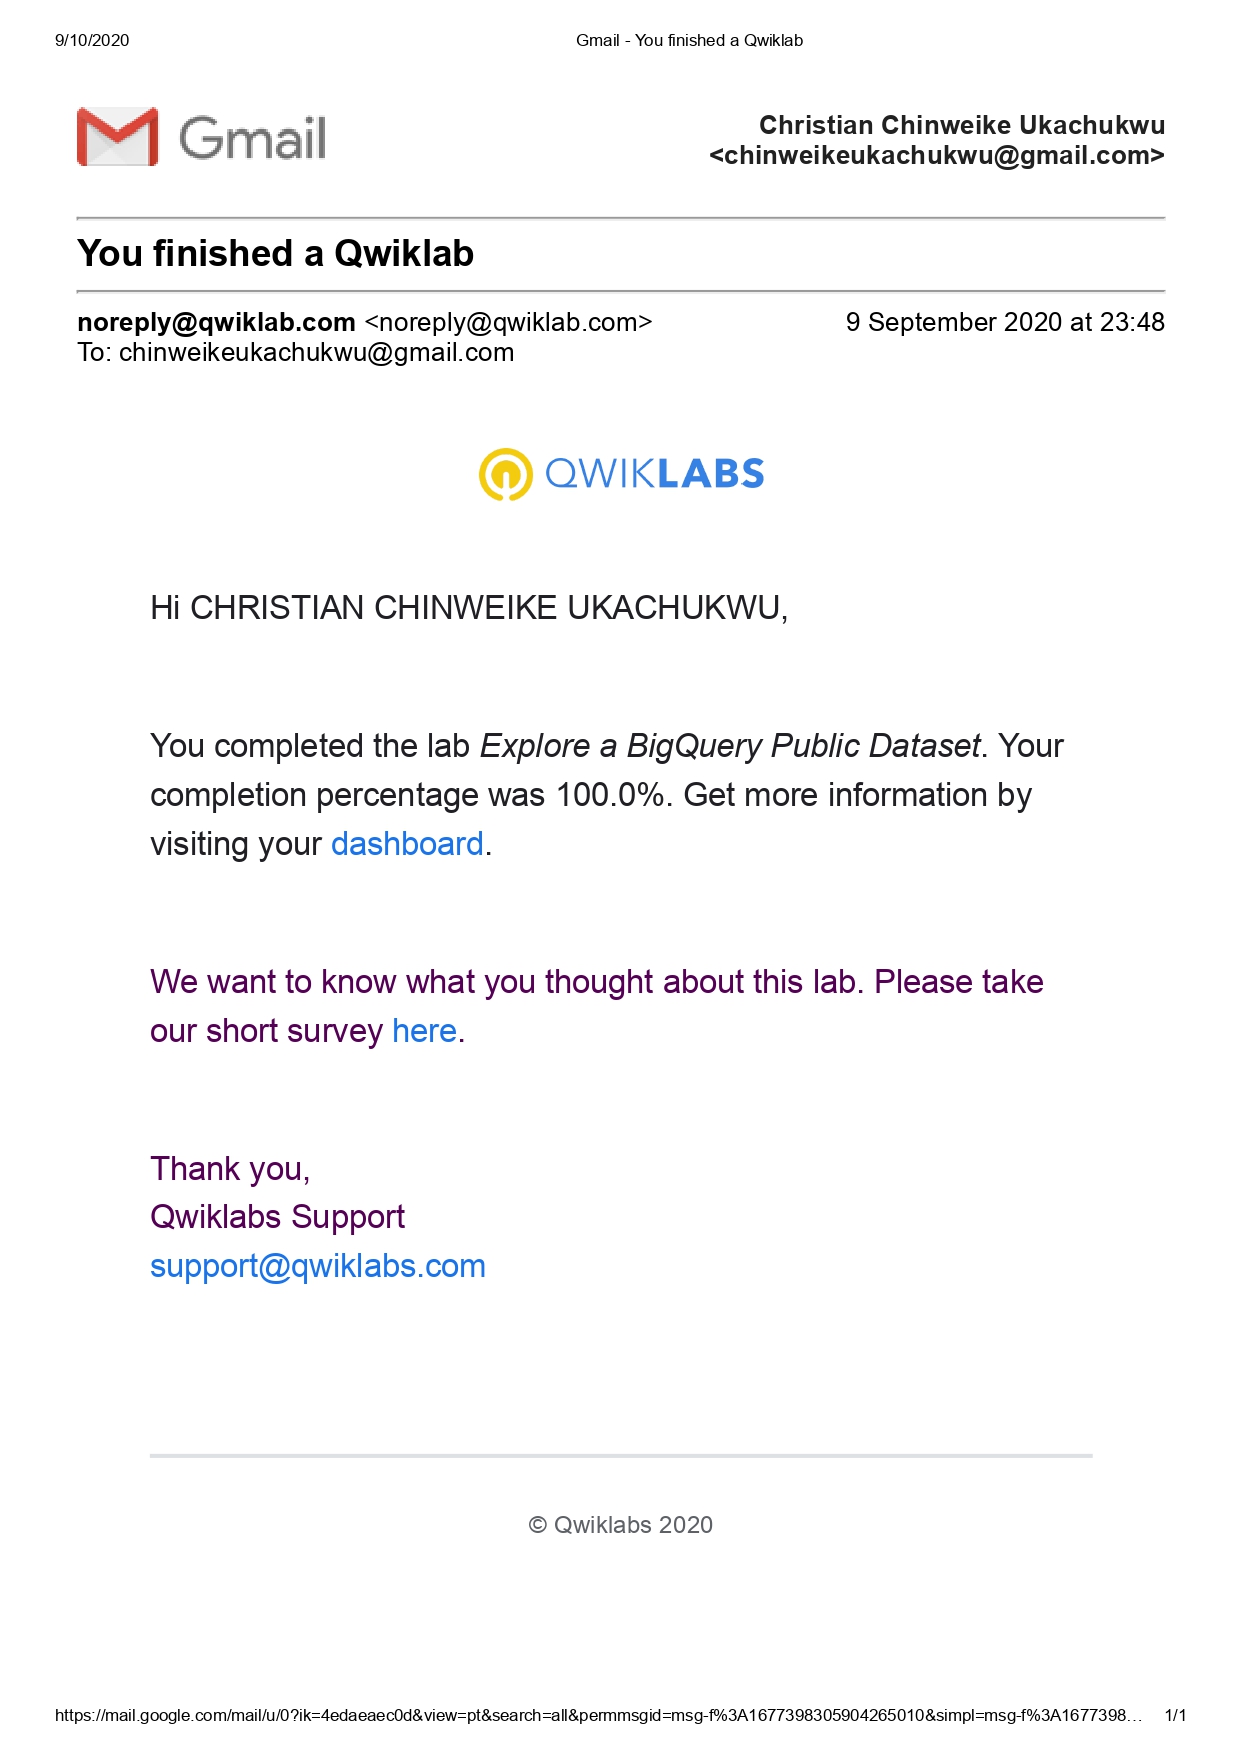 9/10/2020 Gmail - You finished a Qwiklab
Gmail
Christian Chinweike Ukachukwu
<chinweikeukachukwu@gmail.com>
You finished a Qwiklab
noreply@qwiklab.com <noreply@qwiklab.com> 9 September 2020 at 23:48
To: chinweikeukachukwu@gmail.com
QWIKLABS
Hi CHRISTIAN CHINWEIKE UKACHUKWU,
You completed the lab Explore a BigQuery Public Dataset. Your
completion percentage was 100.0%. Get more information by
visiting your dashboard.
We want to know what you thought about this lab. Please take
our short survey here.
Thank you,
Qwiklabs Support
support@qwiklabs.com
© Qwiklabs 2020
https://mail.google.com/mail/u/0?ik=4edaeaec0d&view=pt&search=all&permmsgid=msg-f%3A1677398305904265010&simpl=msg-f%3A1677398… 1/1